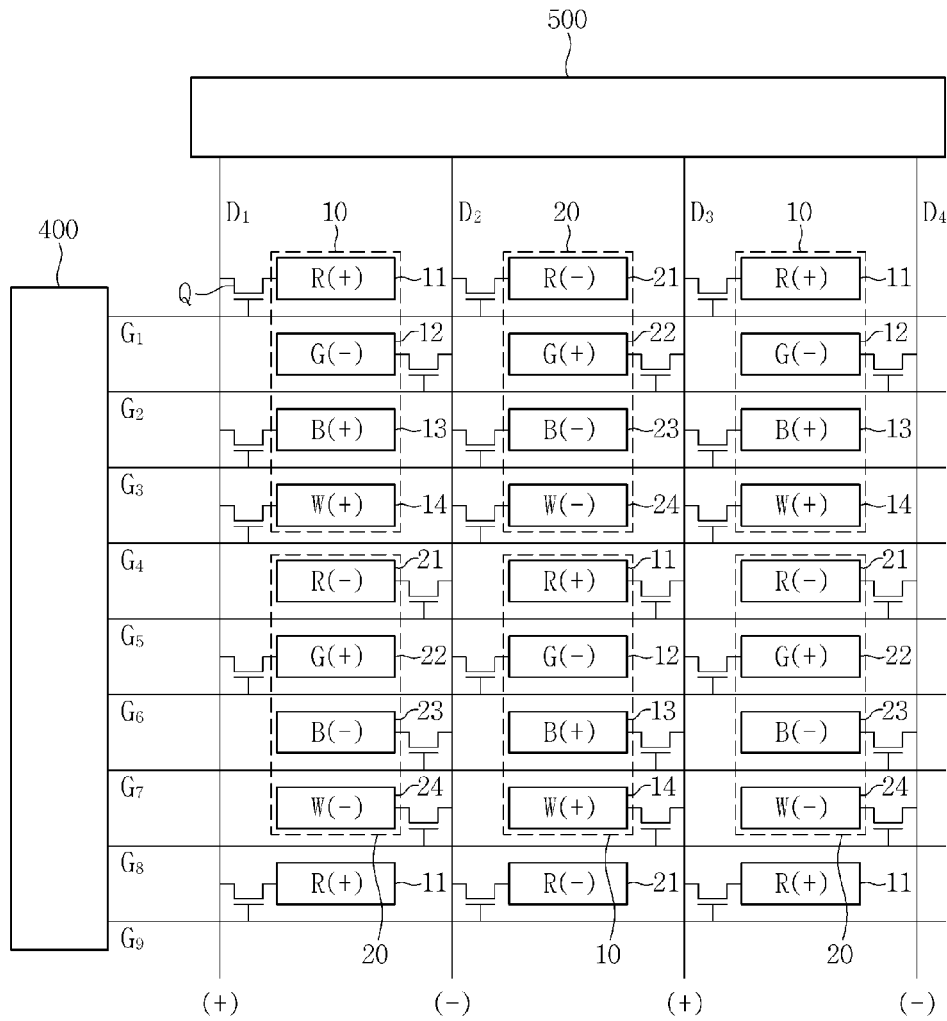 500
400
D1 10 D2 20 D3 10 D4
Q R(+) 11 R(-) 21 R(+) 11
G1 G(-) 12 G(+) 22 G(-) 12
G2 B(+) 13 B(-) 23 B(+) 13
G3 W(+) 14 W(-) 24 W(+) 14
G4 R(-) 21 R(+) 11 R(-) 21
G5 G(+) 22 G(-) 12 G(+) 22
G6 B(-) 23 B(+) 13 B(-) 23
G7 W(-) 24 W(+) 14 W(-) 24
G8 R(+) 11 R(-) 21 R(+) 11
G9 20 10 20
(+) (-) (+) (-)